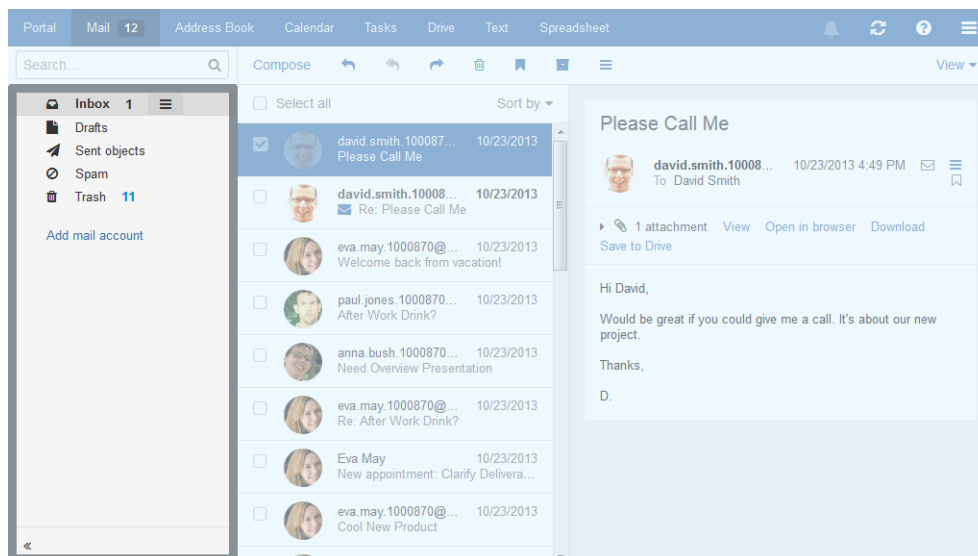 Portal Mail 12 Address Book Calendar Tasks Drive Text Spreadsheet
Search... Compose View
Inbox 1
Drafts
Sent objects
Spam
Trash 11
Add mail account
«
Select all Sort by
david.smith.100087... 10/23/2013
Please Call Me
david.smith.10008... 10/23/2013
Re: Please Call Me
eva.may.1000870@... 10/23/2013
Welcome back from vacation!
paul.jones.1000870... 10/23/2013
After Work Drink?
anna.bush.1000870... 10/23/2013
Need Overview Presentation
eva.may.1000870@... 10/23/2013
Re: After Work Drink?
Eva May 10/23/2013
New appointment: Clarify Delivera...
eva.may.1000870@... 10/23/2013
Cool New Product
Please Call Me
david.smith.10008... 10/23/2013 4:49 PM
To David Smith
1 attachment View Open in browser Download
Save to Drive
Hi David,
Would be great if you could give me a call. It's about our new
project.
Thanks,
D.